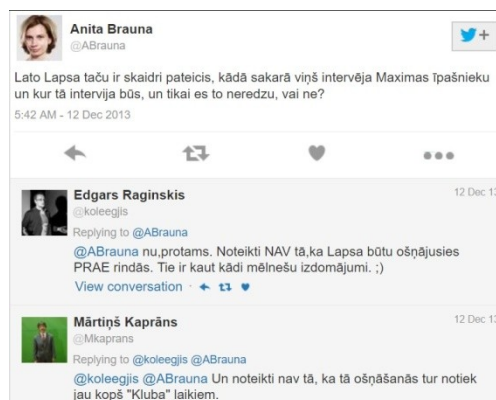 Anita Brauna
@ABrauna
Lato Lapsa taču ir skaidri pateicis, kādā sakarā viņš intervēja Maximas īpašnieku
un kur tā intervija būs, un tikai es to neredzu, vai ne?
5:42 AM - 12 Dec 2013
Edgars Raginskis
12 Dec 13
@koleegjis
Replying to @ABrauna
@ABrauna nu,protams. Noteikti NAV tā,ka Lapsa būtu ošņājusies
PRAE rindās. Tie ir kaut kādi mēlnešu izdomājumi. ;)
View conversation ·
Mārtiņš Kaprāns
12 Dec 13
@Mkaprans
Replying to @koleegjis @ABrauna
@koleegjis @ABrauna Un noteikti nav tā, ka tā ošņāšanās tur notiek
jau kopš "Kluba" laikiem.